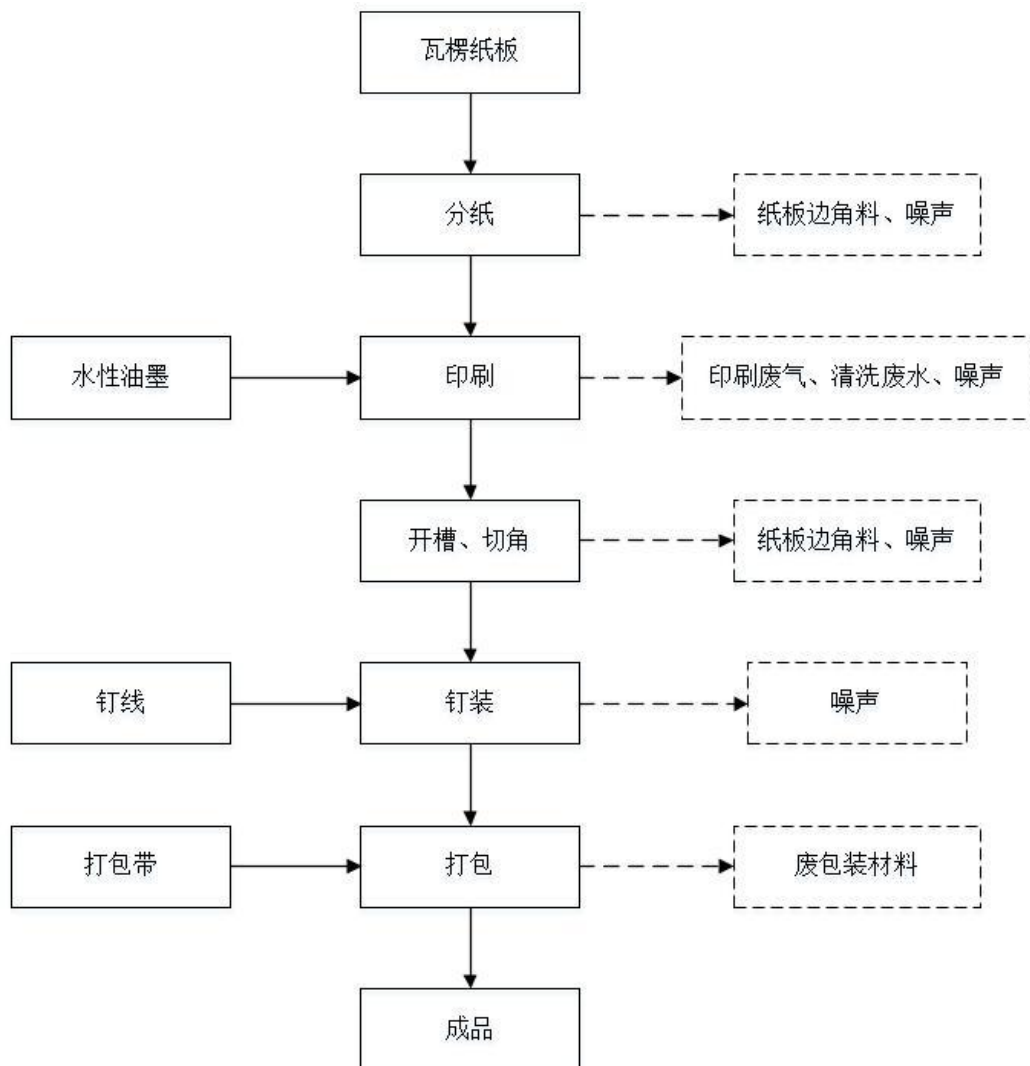 瓦楞纸板
分纸
纸板边角料、噪声
水性油墨
印刷
印刷废气、清洗废水、噪声
开槽、切角
纸板边角料、噪声
钉线
钉装
噪声
打包带
打包
废包装材料
成品